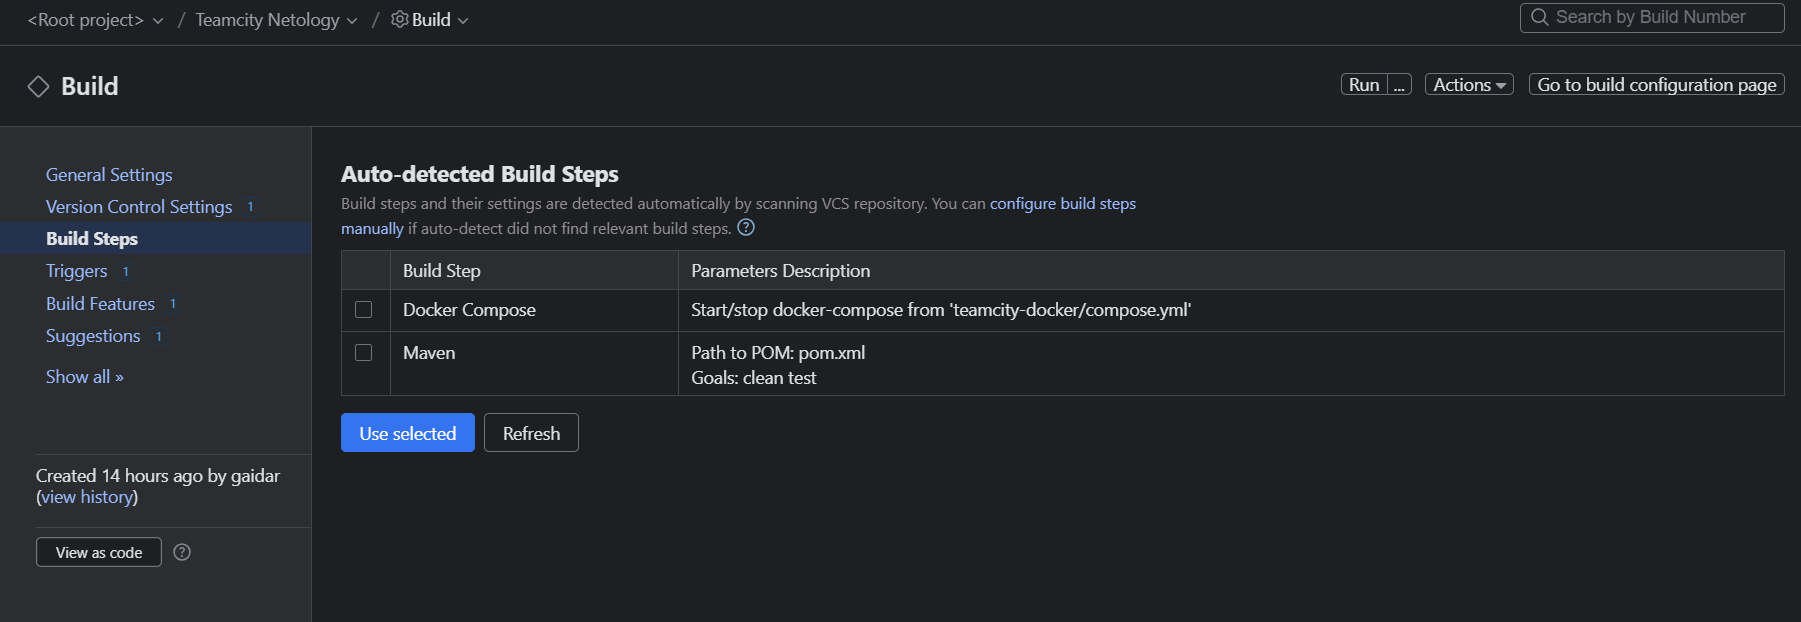 <Root project> / Teamcity Netology / Build
Search by Build Number
Build
Run ... Actions Go to build configuration page
General Settings
Version Control Settings 1
Build Steps
Triggers 1
Build Features 1
Suggestions 1
Show all »
Created 14 hours ago by gaidar
(view history)
View as code ?
Auto-detected Build Steps
Build steps and their settings are detected automatically by scanning VCS repository. You can configure build steps
manually if auto-detect did not find relevant build steps. ?
Build Step Parameters Description
Docker Compose Start/stop docker-compose from 'teamcity-docker/compose.yml'
Maven Path to POM: pom.xml
Goals: clean test
Use selected Refresh